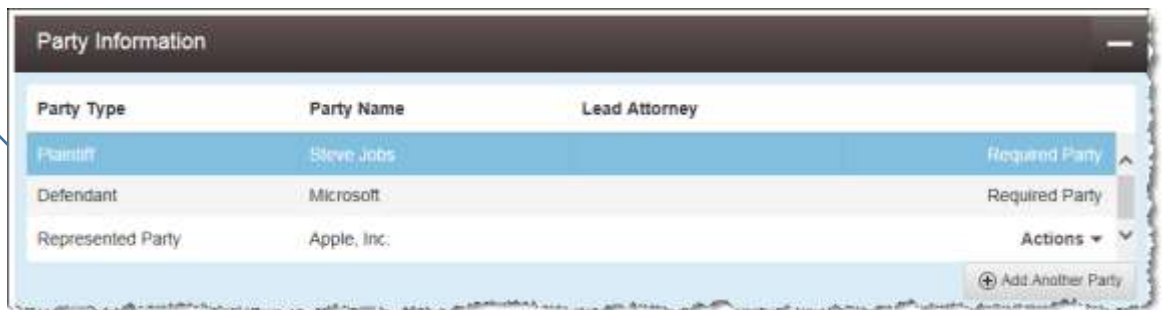 Party Information
Party Type Party Name Lead Attorney
Plaintiff Steve Jobs Required Party
Defendant Microsoft Required Party
Represented Party Apple, Inc. Actions
Add Another Party